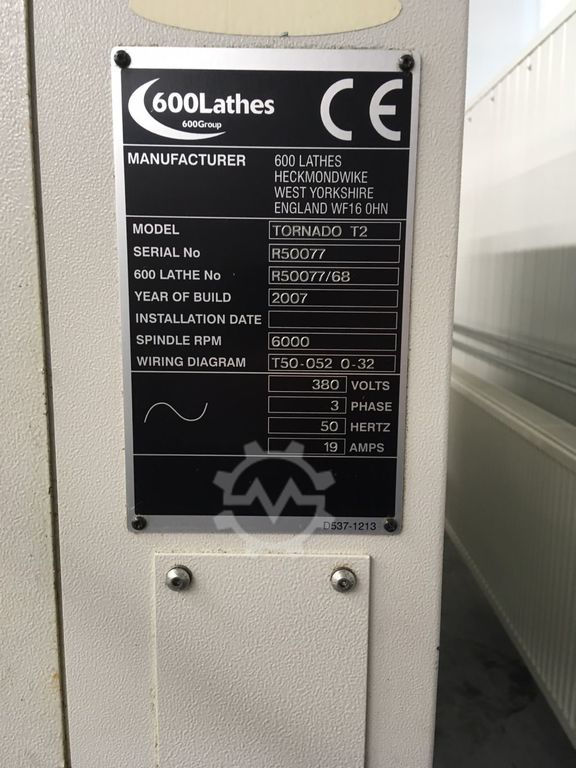 600Lathes
600Group
CE
MANUFACTURER 600 LATHES
HECKMONDWIKE
WEST YORKSHIRE
ENGLAND WF16 0HN
MODEL TORNADO T2
SERIAL No R50077
600 LATHE No R50077/68
YEAR OF BUILD 2007
INSTALLATION DATE
SPINDLE RPM 6000
WIRING DIAGRAM T50-052 0-32
380 VOLTS
3 PHASE
50 HERTZ
19 AMPS
D537-1213